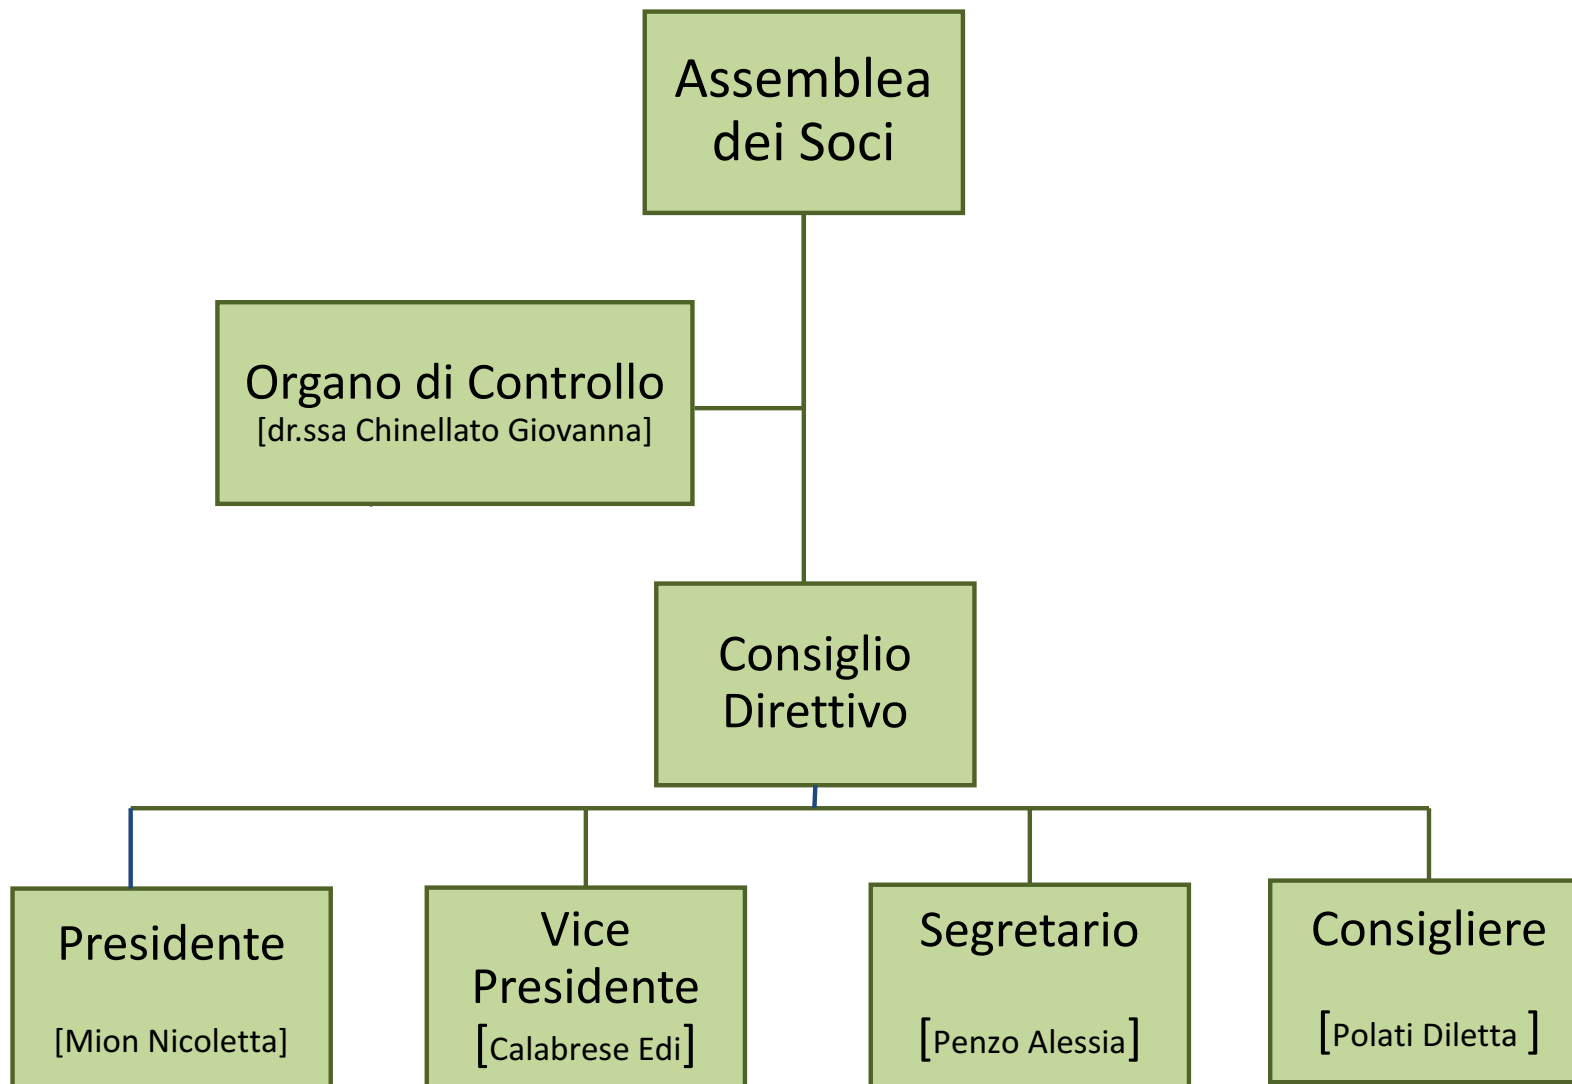 Assemblea
dei Soci
Organo di Controllo
[dr.ssa Chinellato Giovanna]
Consiglio
Direttivo
Presidente
[Mion Nicoletta]
Vice
Presidente
[Calabrese Edi]
Segretario
[Penzo Alessia]
Consigliere
[Polati Diletta ]